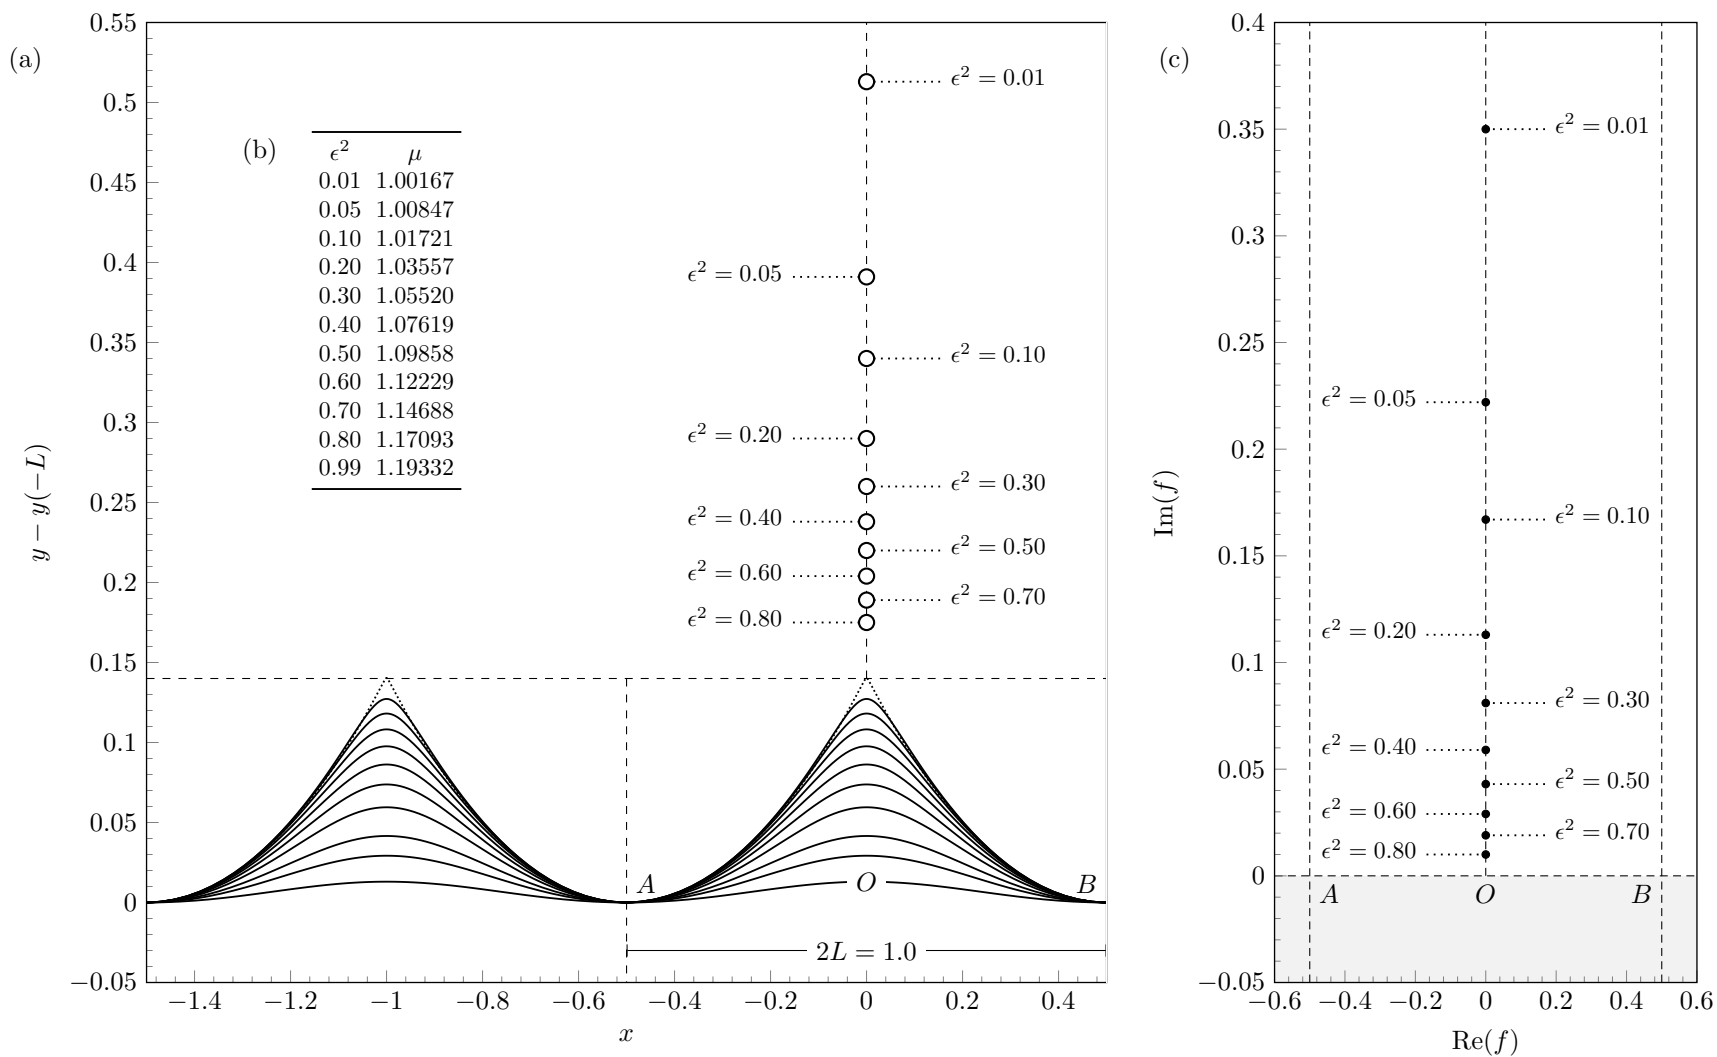 (a)
0.55
0.5
0.45
0.4
0.35
0.3
0.25
0.2
0.15
0.1
0.05
0
−0.05
y − y(−L)
−1.4 −1.2 −1 −0.8 −0.6 −0.4 −0.2 0 0.2 0.4
x
(b)
ϵ² μ
0.01 1.00167
0.05 1.00847
0.10 1.01721
0.20 1.03557
0.30 1.05520
0.40 1.07619
0.50 1.09858
0.60 1.12229
0.70 1.14688
0.80 1.17093
0.99 1.19332
ϵ² = 0.01
ϵ² = 0.05
ϵ² = 0.10
ϵ² = 0.20
ϵ² = 0.30
ϵ² = 0.40
ϵ² = 0.50
ϵ² = 0.60
ϵ² = 0.70
ϵ² = 0.80
A O B
2L = 1.0
(c)
0.4
0.35
0.3
0.25
0.2
0.15
0.1
0.05
0
−0.05
Im(f)
ϵ² = 0.01
ϵ² = 0.05
ϵ² = 0.10
ϵ² = 0.20
ϵ² = 0.30
ϵ² = 0.40
ϵ² = 0.50
ϵ² = 0.60
ϵ² = 0.70
ϵ² = 0.80
A O B
−0.6 −0.4 −0.2 0 0.2 0.4 0.6
Re(f)